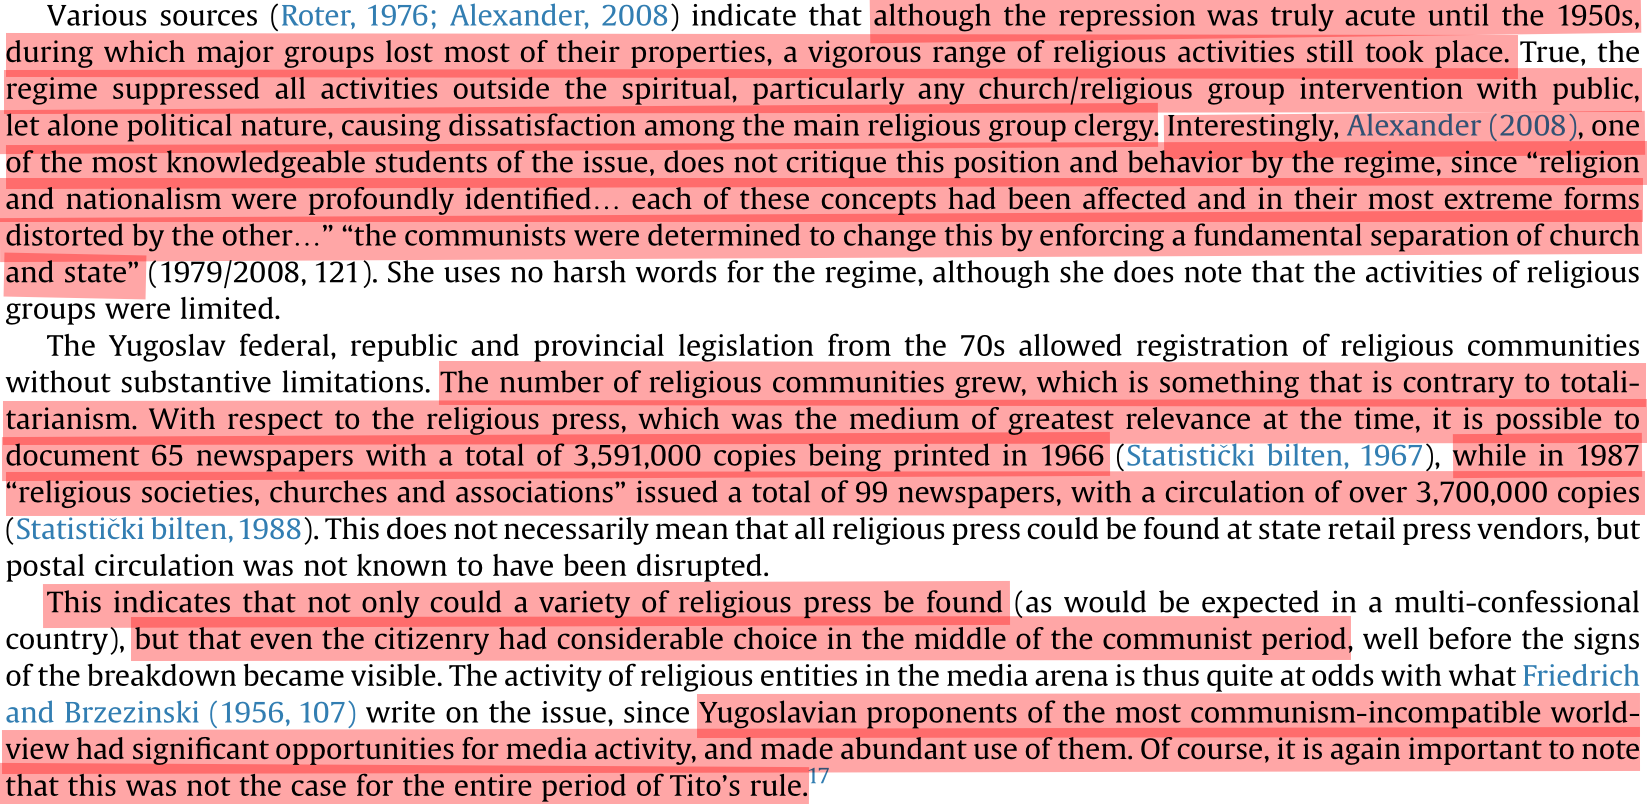 Various sources (Roter, 1976; Alexander, 2008) indicate that although the repression was truly acute until the 1950s,
during which major groups lost most of their properties, a vigorous range of religious activities still took place. True, the
regime suppressed all activities outside the spiritual, particularly any church/religious group intervention with public,
let alone political nature, causing dissatisfaction among the main religious group clergy. Interestingly, Alexander (2008), one
of the most knowledgeable students of the issue, does not critique this position and behavior by the regime, since “religion
and nationalism were profoundly identified… each of these concepts had been affected and in their most extreme forms
distorted by the other…” “the communists were determined to change this by enforcing a fundamental separation of church
and state” (1979/2008, 121). She uses no harsh words for the regime, although she does note that the activities of religious
groups were limited.
The Yugoslav federal, republic and provincial legislation from the 70s allowed registration of religious communities
without substantive limitations. The number of religious communities grew, which is something that is contrary to totali-
tarianism. With respect to the religious press, which was the medium of greatest relevance at the time, it is possible to
document 65 newspapers with a total of 3,591,000 copies being printed in 1966 (Statistički bilten, 1967), while in 1987
“religious societies, churches and associations” issued a total of 99 newspapers, with a circulation of over 3,700,000 copies
(Statistički bilten, 1988). This does not necessarily mean that all religious press could be found at state retail press vendors, but
postal circulation was not known to have been disrupted.
This indicates that not only could a variety of religious press be found (as would be expected in a multi-confessional
country), but that even the citizenry had considerable choice in the middle of the communist period, well before the signs
of the breakdown became visible. The activity of religious entities in the media arena is thus quite at odds with what Friedrich
and Brzezinski (1956, 107) write on the issue, since Yugoslavian proponents of the most communism-incompatible world-
view had significant opportunities for media activity, and made abundant use of them. Of course, it is again important to note
that this was not the case for the entire period of Tito’s rule.17